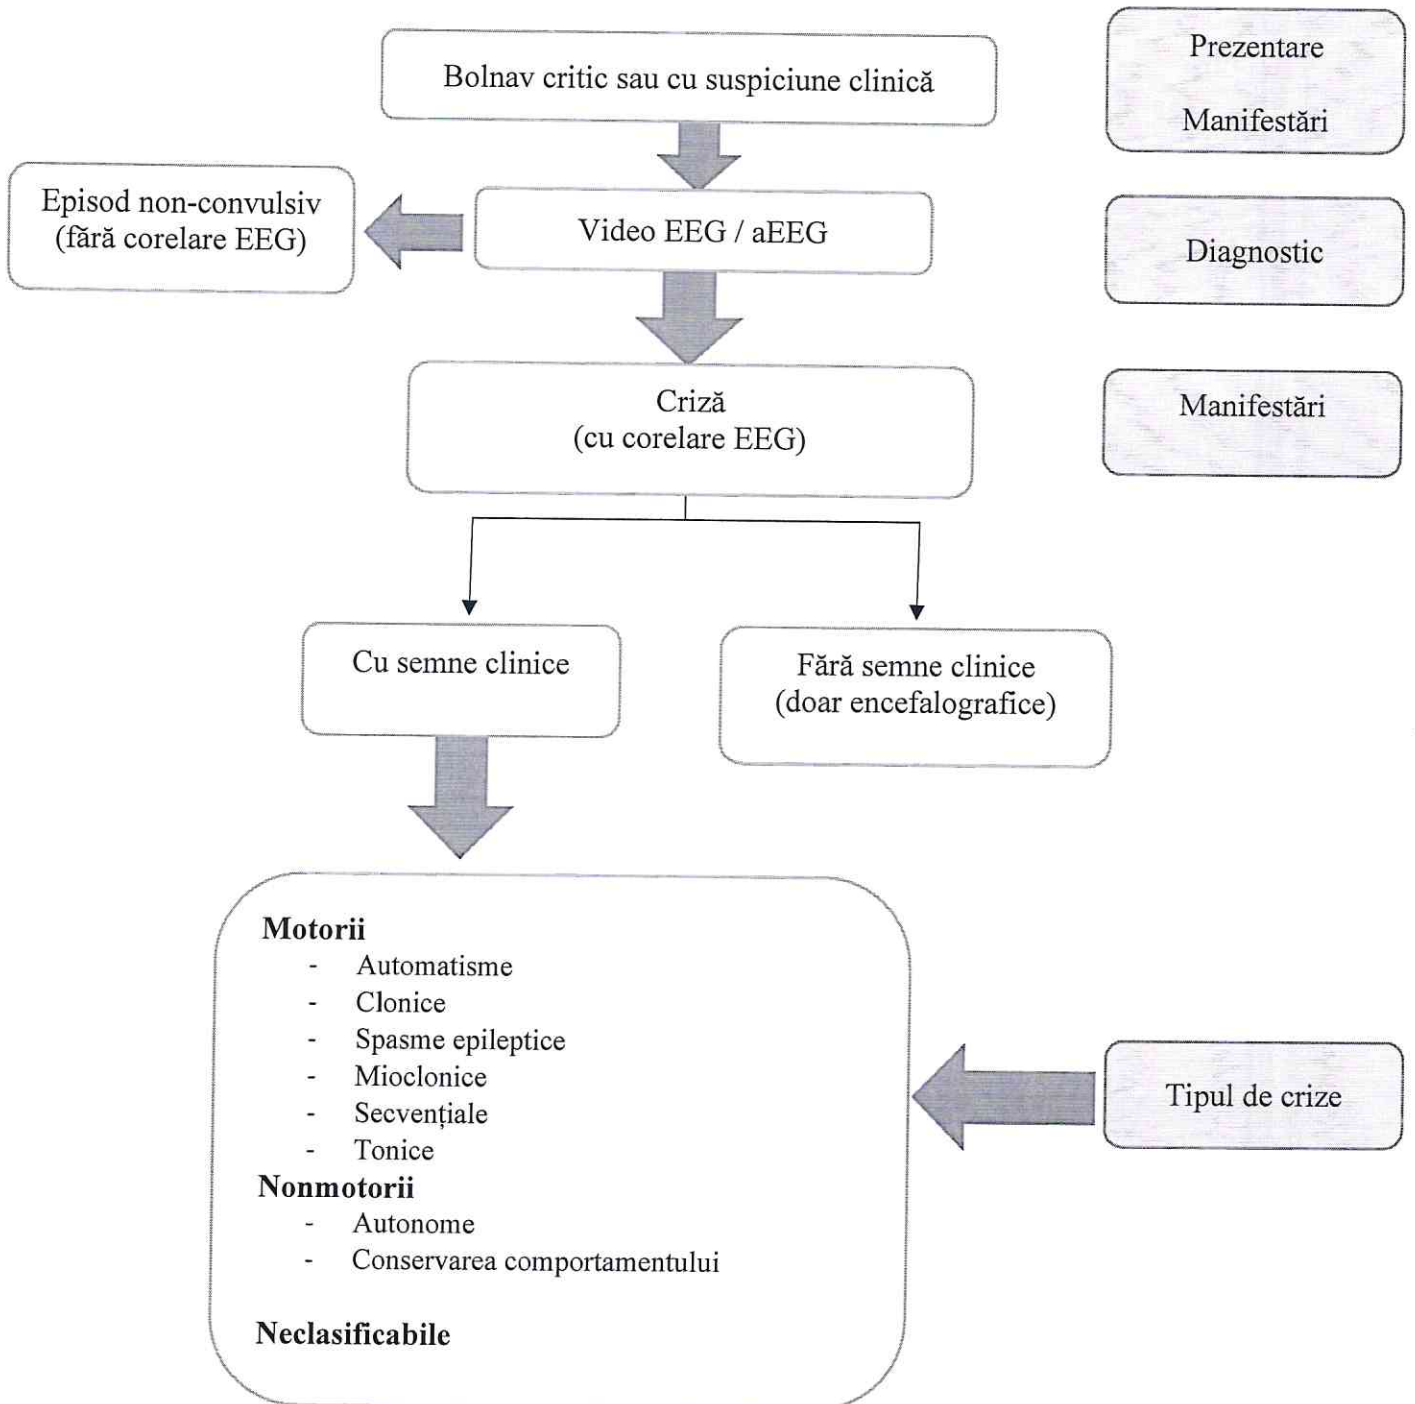 Bolnav critic sau cu suspiciune clinică
Prezentare
Manifestări
Episod non-convulsiv
(fără corelare EEG)
Video EEG / aEEG
Diagnostic
Criză
(cu corelare EEG)
Manifestări
Cu semne clinice
Fără semne clinice
(doar encefalografice)
Motorii
- Automatisme
- Clonice
- Spasme epileptice
- Mioclonice
- Secvențiale
- Tonice
Nonmotorii
- Autonome
- Conservarea comportamentului
Neclasificabile
Tipul de crize